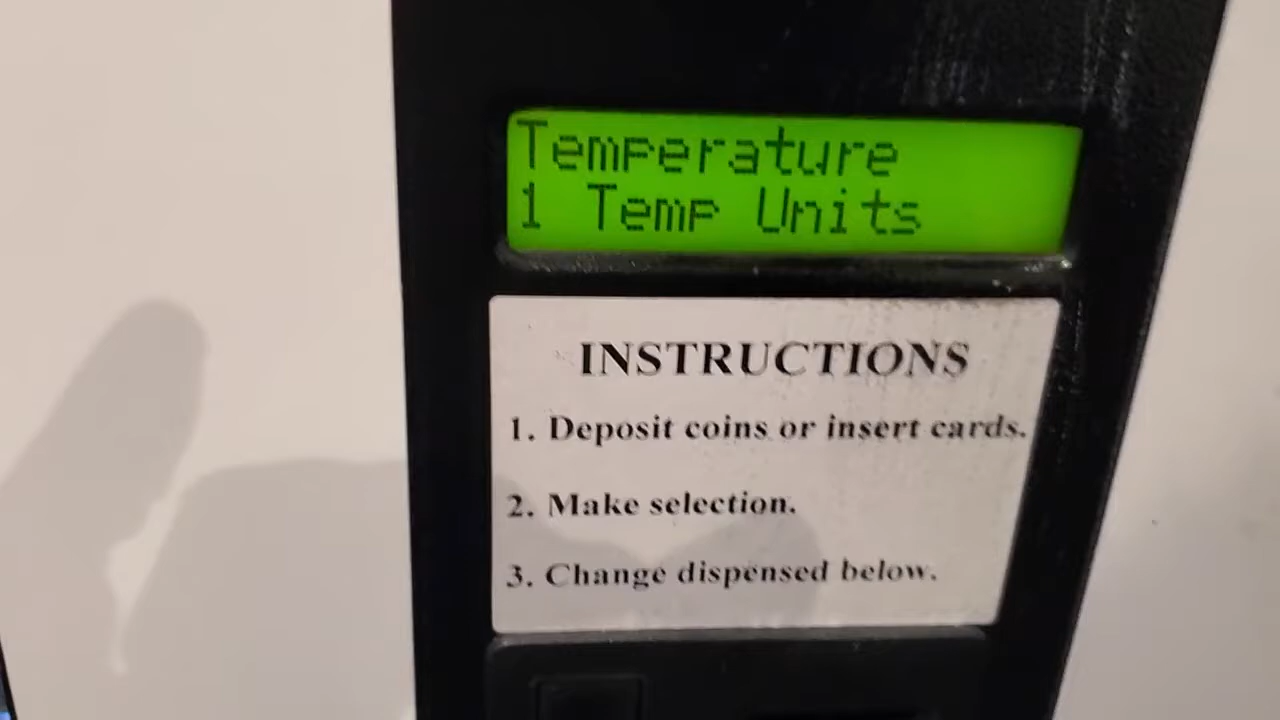 Temperature
1 Temp Units
INSTRUCTIONS
1. Deposit coins or insert cards.
2. Make selection.
3. Change dispensed below.